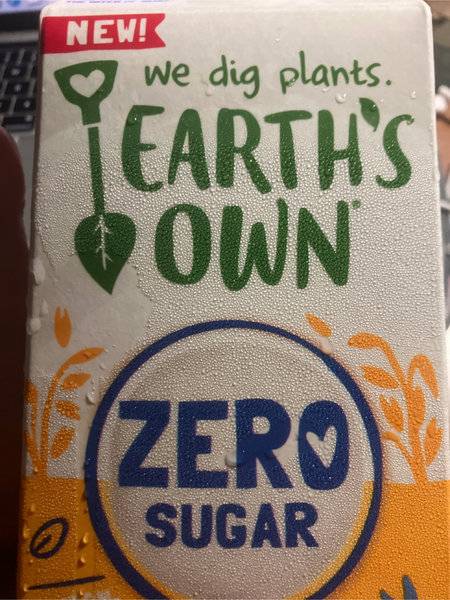 NEW!
we dig plants.
EARTH'S
OWN®
ZERO
SUGAR